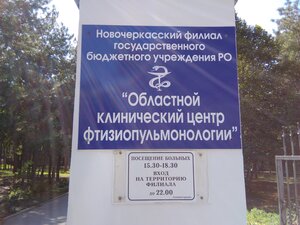 Новочеркасский филиал
государственного
бюджетного учреждения РО
"Областной
клинический центр
фтизиопульмонологии"
ПОСЕЩЕНИЕ БОЛЬНЫХ
15.30-18.30
ВХОД
НА ТЕРРИТОРИЮ
ФИЛИАЛА
ДО 22.00